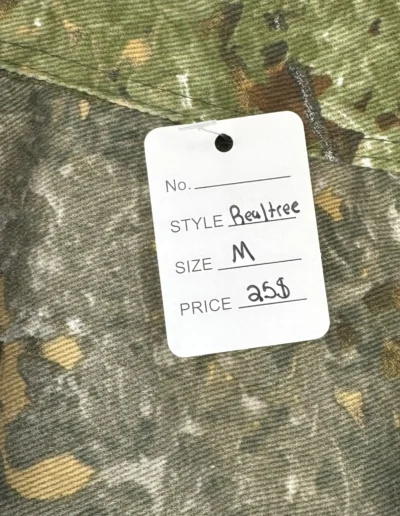 No.
STYLE Realtree
SIZE M
PRICE 25$